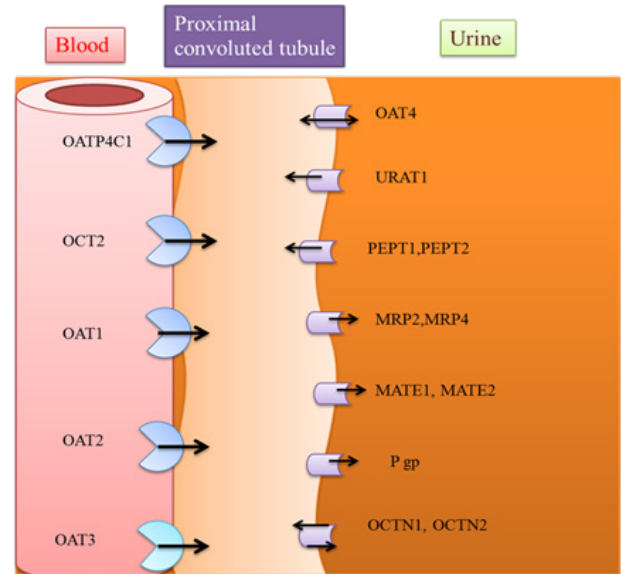 Blood
Proximal
convoluted tubule
Urine
OATP4C1
OCT2
OAT1
OAT2
OAT3
OAT4
URAT1
PEPT1,PEPT2
MRP2,MRP4
MATE1, MATE2
P gp
OCTN1, OCTN2